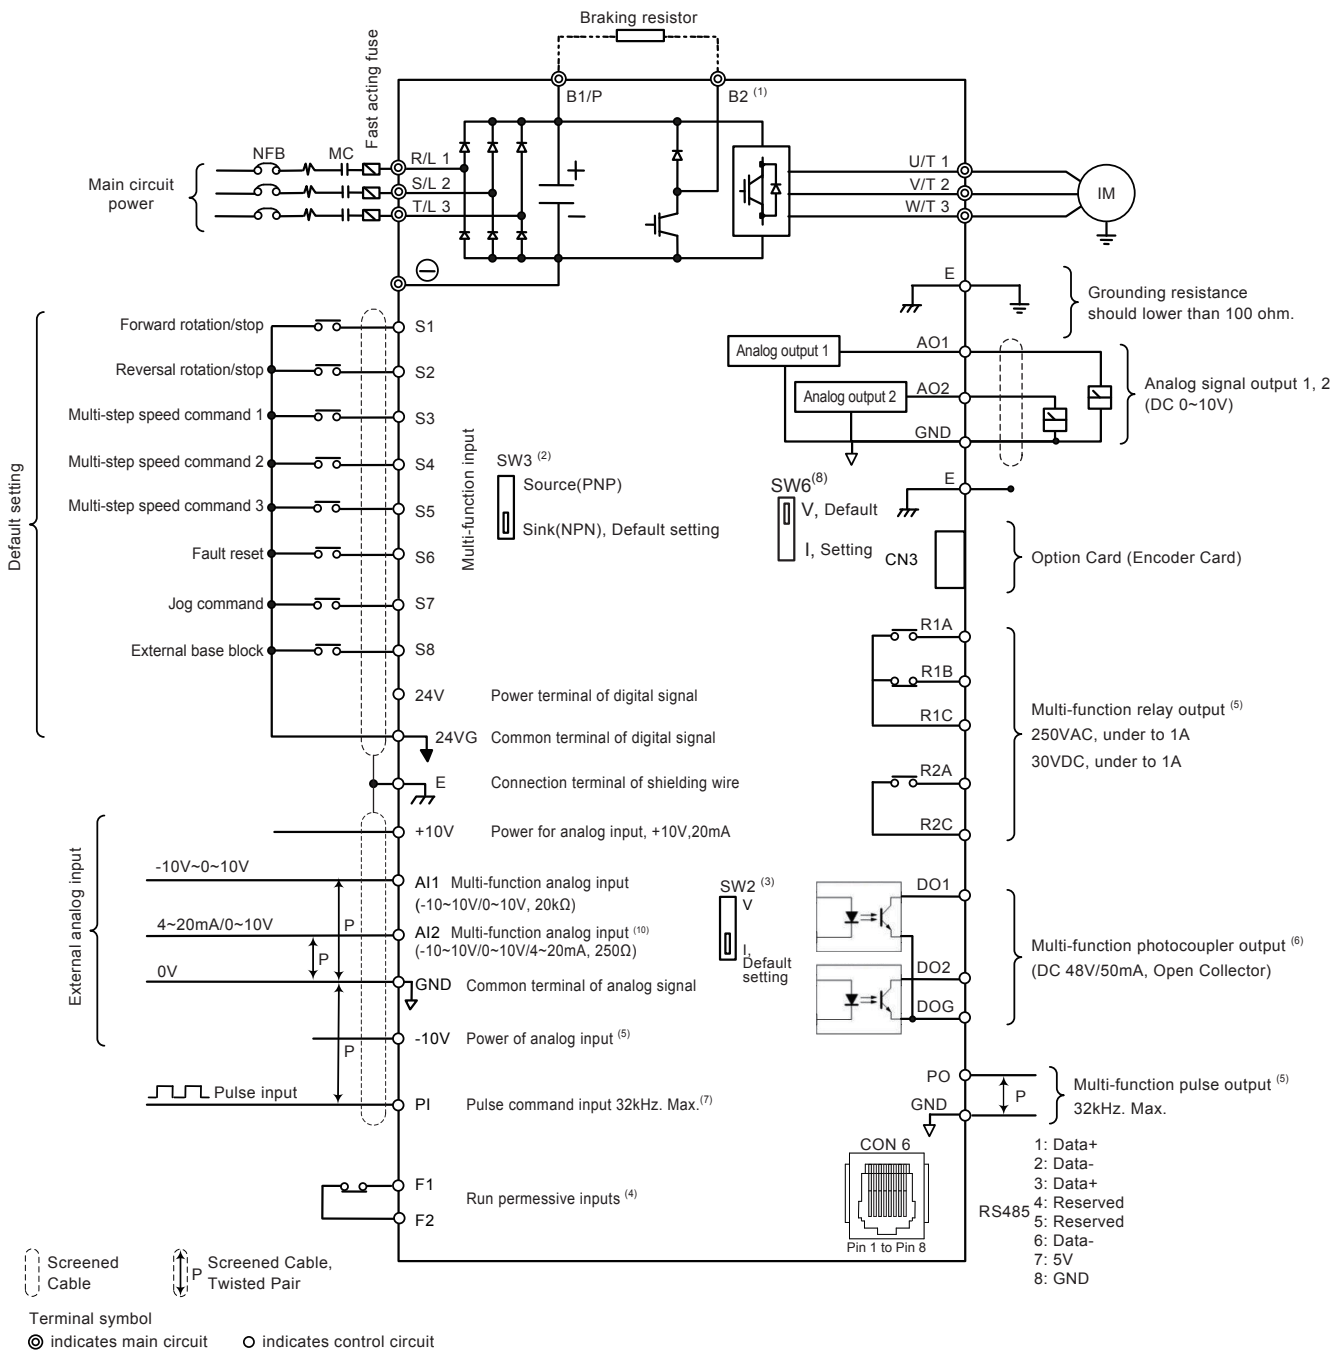 Braking resistor
Fast acting fuse
B1/P
B2 (1)
NFB
MC
R/L 1
S/L 2
T/L 3
Main circuit
power
U/T 1
V/T 2
W/T 3
IM
E
Grounding resistance
should lower than 100 ohm.
Default setting
Forward rotation/stop
S1
Reversal rotation/stop
S2
Multi-step speed command 1
S3
Multi-step speed command 2
S4
Multi-step speed command 3
S5
Fault reset
S6
Jog command
S7
External base block
S8
Multi-function input
SW3 (2)
Source(PNP)
Sink(NPN), Default setting
24V
Power terminal of digital signal
24VG
Common terminal of digital signal
E
Connection terminal of shielding wire
Analog output 1
AO1
Analog output 2
AO2
GND
Analog signal output 1, 2
(DC 0~10V)
SW6(8)
V, Default
I, Setting
E
CN3
Option Card (Encoder Card)
R1A
R1B
R1C
R2A
R2C
Multi-function relay output (5)
250VAC, under to 1A
30VDC, under to 1A
External analog input
+10V
Power for analog input, +10V,20mA
-10V~0~10V
AI1
Multi-function analog input
(-10~10V/0~10V, 20kΩ)
4~20mA/0~10V
P
AI2
Multi-function analog input (10)
(-10~10V/0~10V/4~20mA, 250Ω)
P
0V
GND
Common terminal of analog signal
-10V
Power of analog input (5)
P
Pulse input
PI
Pulse command input 32kHz. Max.(7)
SW2 (3)
V
I,
Default
setting
DO1
DO2
DOG
Multi-function photocoupler output (6)
(DC 48V/50mA, Open Collector)
PO
P
GND
Multi-function pulse output (5)
32kHz. Max.
F1
F2
Run permessive inputs (4)
CON 6
Pin 1 to Pin 8
RS485
1: Data+
2: Data-
3: Data+
4: Reserved
5: Reserved
6: Data-
7: 5V
8: GND
Screened
Cable
P
Screened Cable,
Twisted Pair
Terminal symbol
indicates main circuit
indicates control circuit